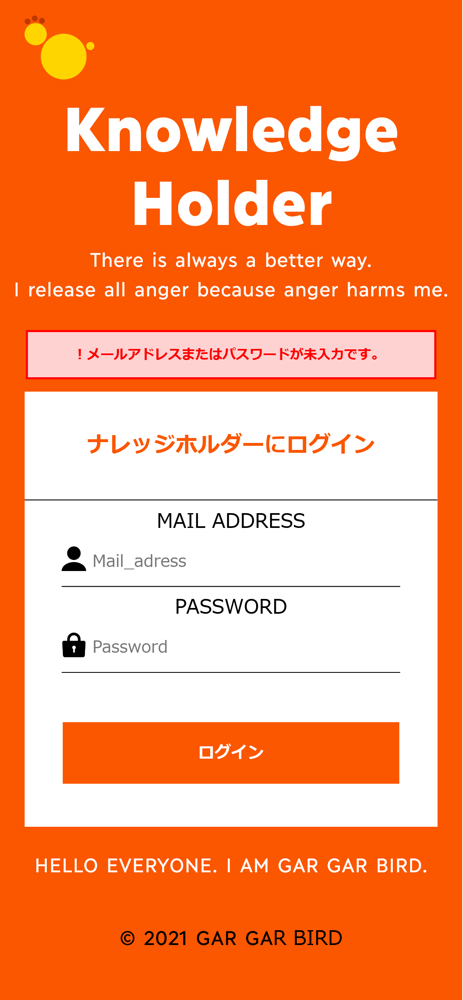 Knowledge
Holder
There is always a better way.
I release all anger because anger harms me.
！メールアドレスまたはパスワードが未入力です。
ナレッジホルダーにログイン
MAIL ADDRESS
Mail_adress
PASSWORD
Password
ログイン
HELLO EVERYONE. I AM GAR GAR BIRD.
© 2021 GAR GAR BIRD